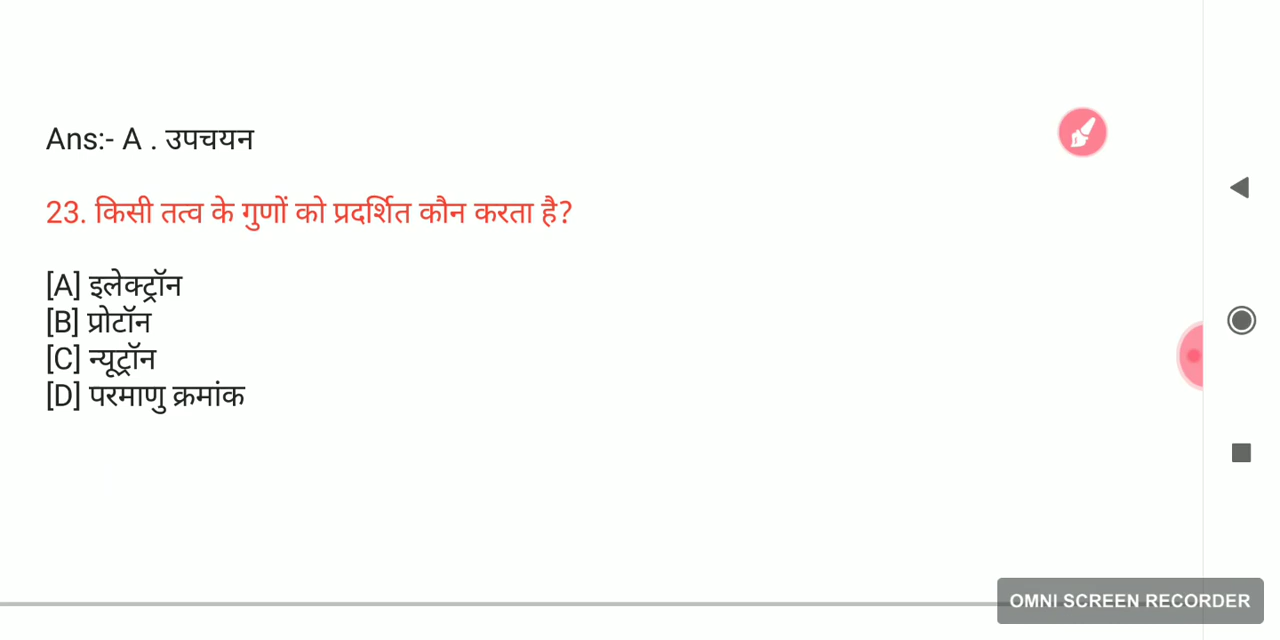 Ans:- A . उपचयन
23. किसी तत्व के गुणों को प्रदर्शित कौन करता है?
[A] इलेक्ट्रॉन
[B] प्रोटॉन
[C] न्यूट्रॉन
[D] परमाणु क्रमांक
OMNI SCREEN RECORDER